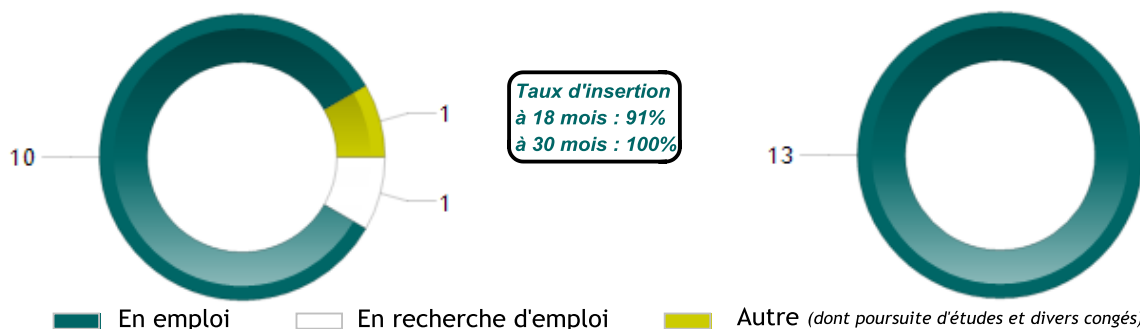 1
10
1
Taux d'insertion
à 18 mois : 91%
à 30 mois : 100%
13
En emploi
En recherche d'emploi
Autre (dont poursuite d'études et divers congés)